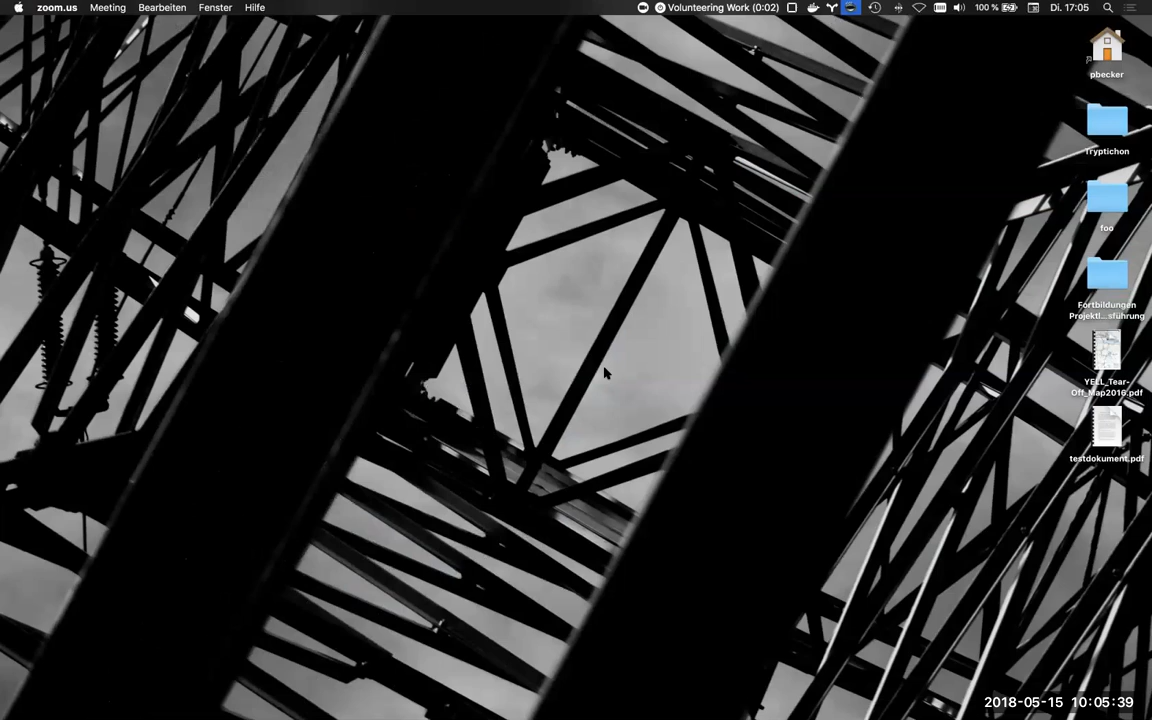 zoom.us Meeting Bearbeiten Fenster Hilfe Volunteering Work (0:02) 100 % Di. 17:05
pbecker
Tryptichon
foo
Fortbildungen
Projektl...sführung
YELL_Tear-
Off_Map2016.pdf
testdokument.pdf
2018-05-15 10:05:39